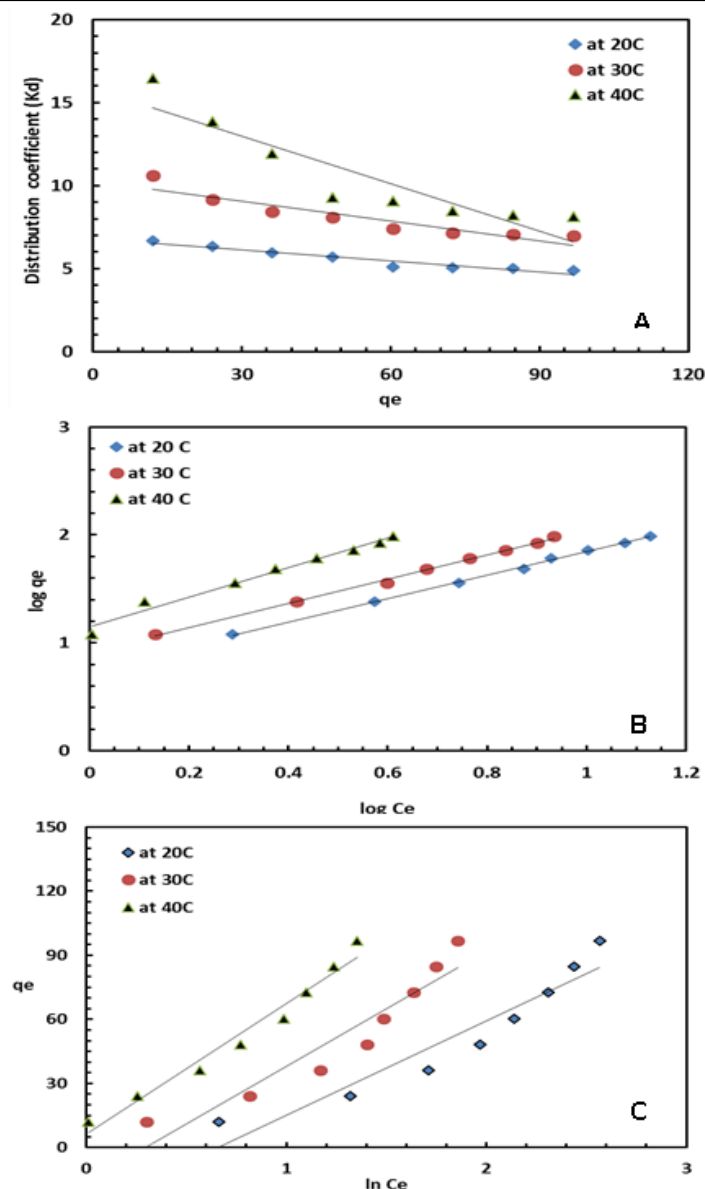 20
15
10
5
0
Distribution coefficient (Kd)
at 20C
at 30C
at 40C
A
0 30 60 90 120
qe
3
2
1
0
log qe
at 20 C
at 30 C
at 40 C
B
0 0.2 0.4 0.6 0.8 1 1.2
log Ce
150
120
90
60
30
0
qe
at 20C
at 30C
at 40C
C
0 1 2 3
ln Ce